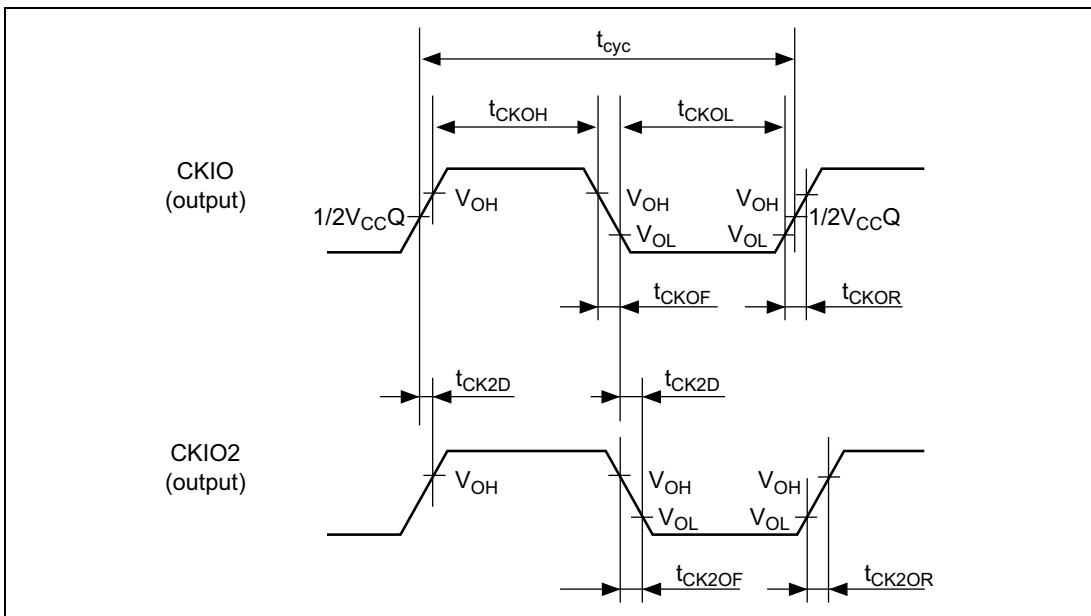 tcyc
tCKOH tCKOL
CKIO
(output)
VOH VOH VOH
1/2VCCQ 1/2VCCQ
VOL VOL
tCKOF tCKOR
tCK2D tCK2D
CKIO2
(output)
VOH VOH VOH
VOL VOL
tCK2OF tCK2OR